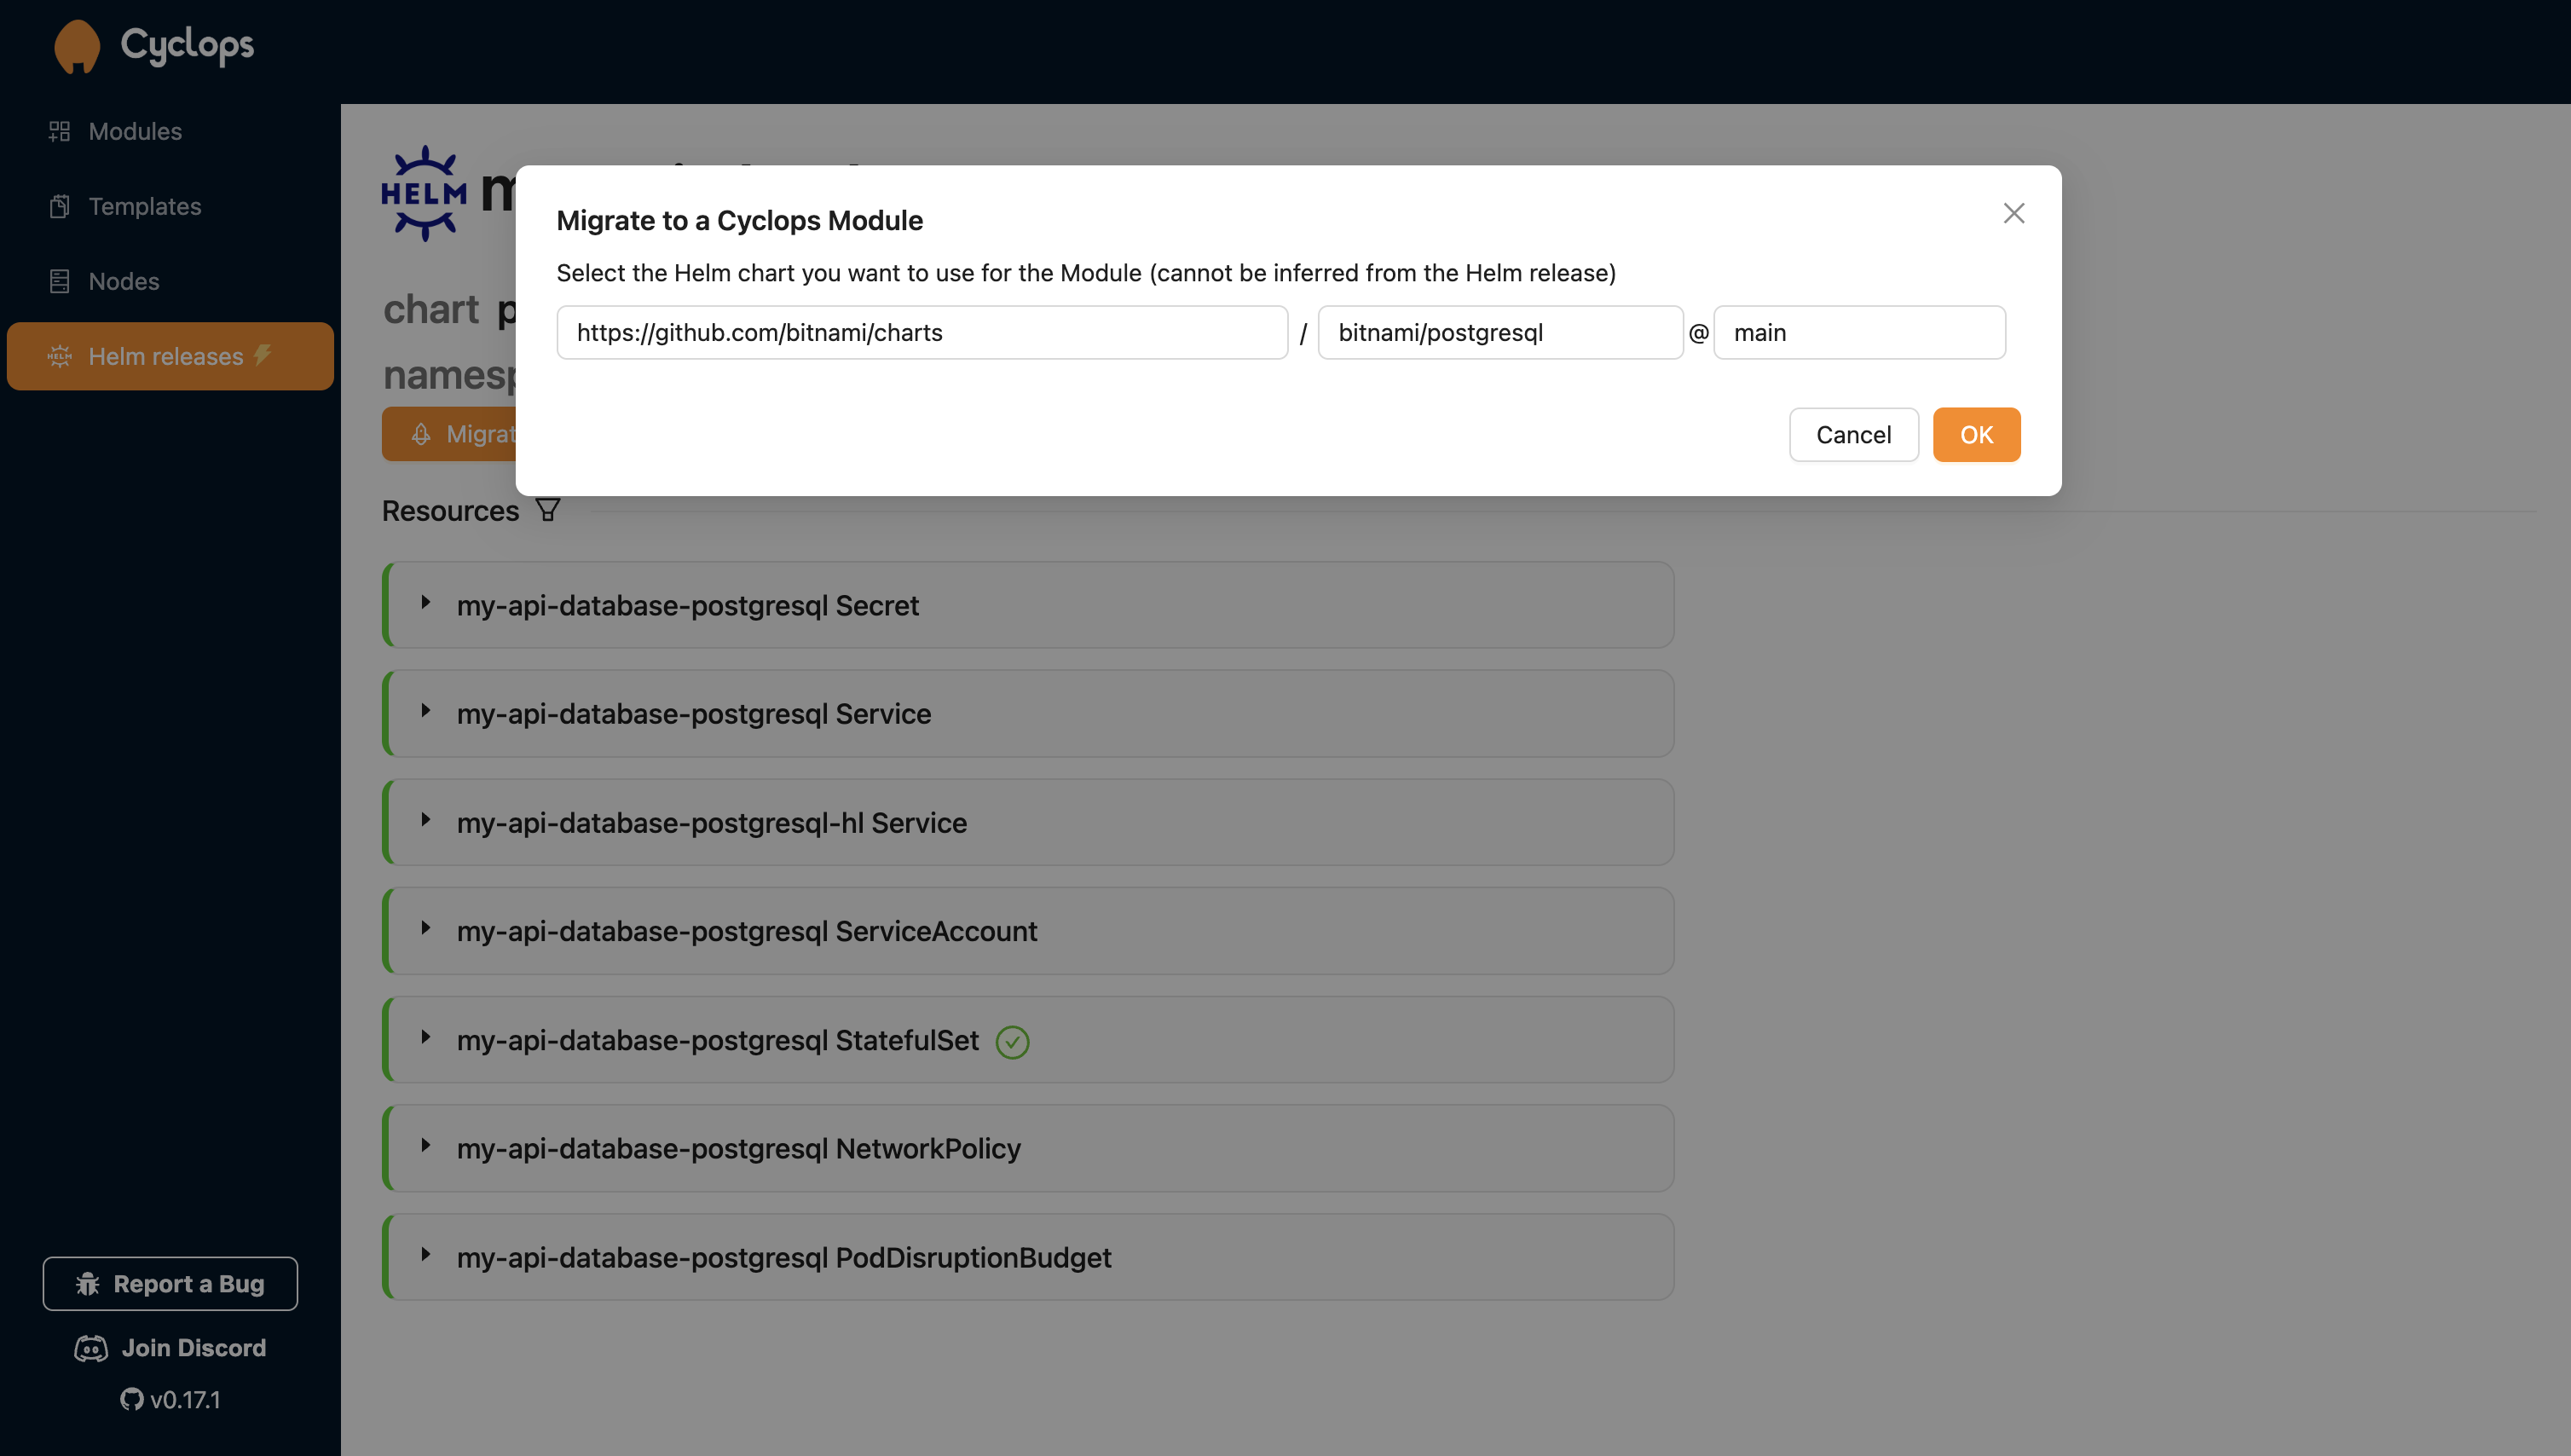 Cyclops
Modules
Templates
Nodes
Helm releases
HELM
Migrate to a Cyclops Module
Select the Helm chart you want to use for the Module (cannot be inferred from the Helm release)
https://github.com/bitnami/charts / bitnami/postgresql @ main
Cancel OK
chart
Resources
my-api-database-postgresql Secret
my-api-database-postgresql Service
my-api-database-postgresql-hl Service
my-api-database-postgresql ServiceAccount
my-api-database-postgresql StatefulSet
my-api-database-postgresql NetworkPolicy
my-api-database-postgresql PodDisruptionBudget
Report a Bug
Join Discord
v0.17.1